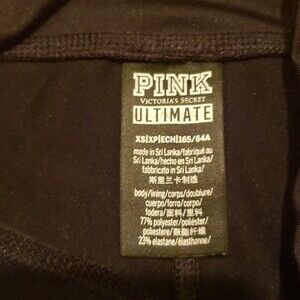 PINK
VICTORIA'S SECRET
ULTIMATE
XS|XP|ECH|165/64A
made in Sri Lanka/fabriqué au
Sri Lanka/hecho en Sri Lanka/
fabbricato in Sri Lanka/
斯里兰卡制造
body/lining/corps/doublure/
cuerpo/forro/corpo/
fodera/面料/里料
77% polyester/poliéster/
poliestere/聚酯纤维
23% elastane/élasthanne/